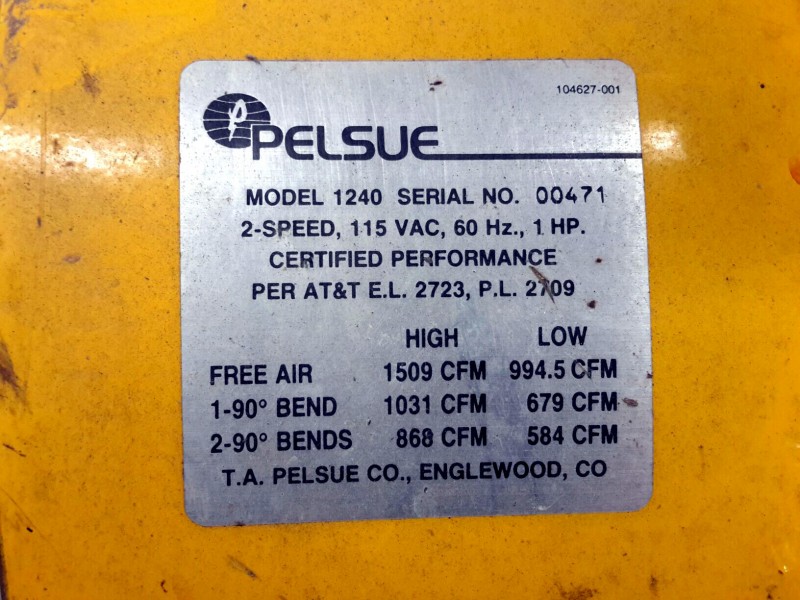 104627-001
P
PELSUE
MODEL 1240 SERIAL NO. 00471
2-SPEED, 115 VAC, 60 Hz., 1 HP.
CERTIFIED PERFORMANCE
PER AT&T E.L. 2723, P.L. 2709
HIGH LOW
FREE AIR 1509 CFM 994.5 CFM
1-90° BEND 1031 CFM 679 CFM
2-90° BENDS 868 CFM 584 CFM
T.A. PELSUE CO., ENGLEWOOD, CO